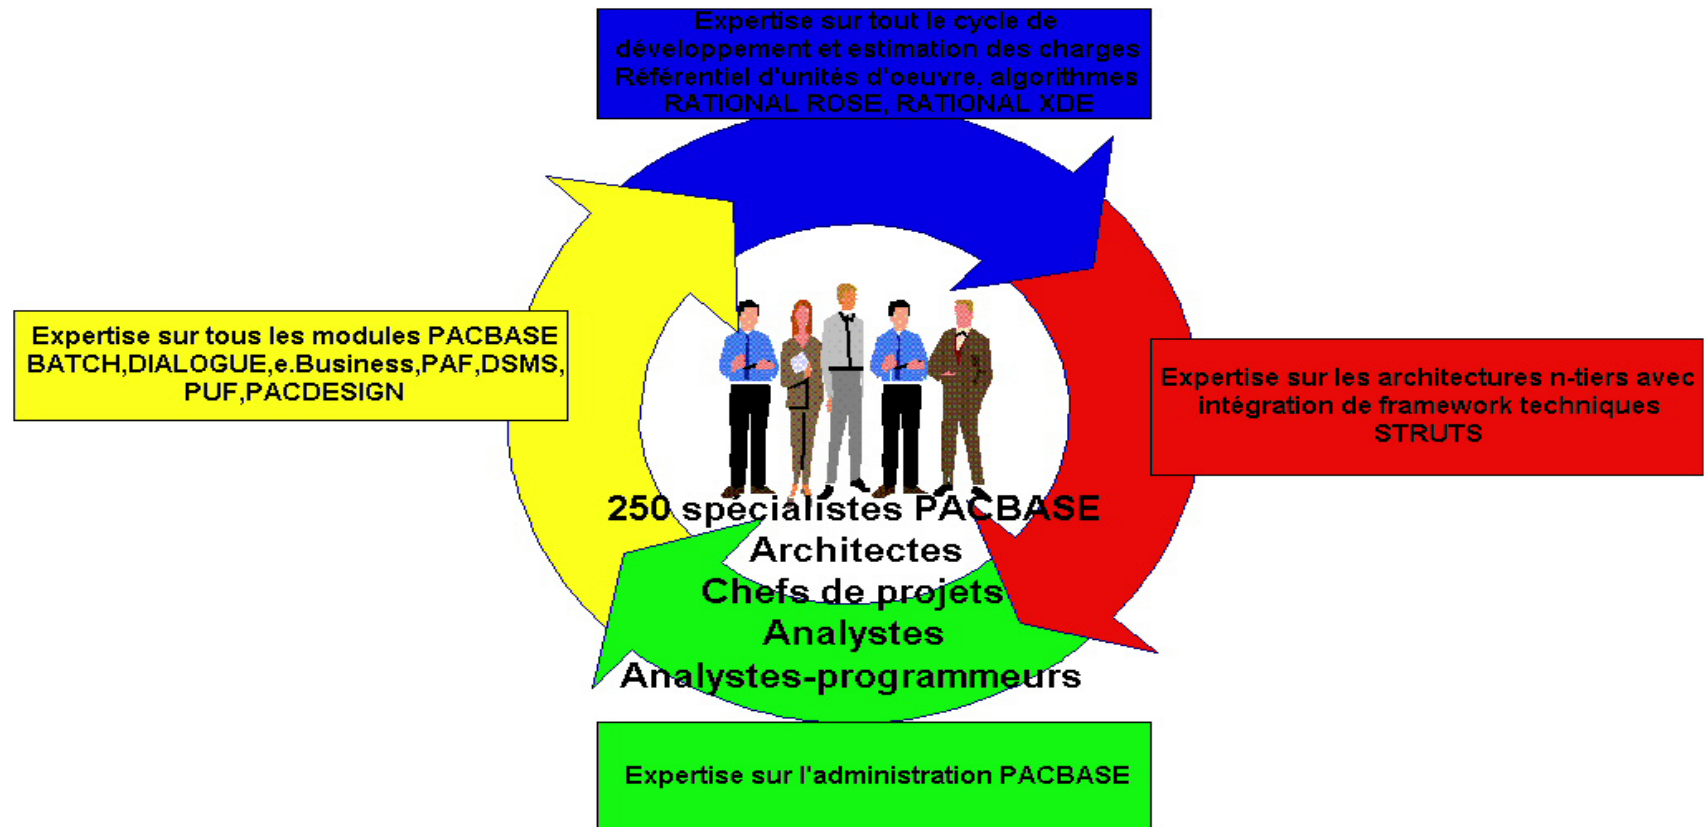 Expertise sur tout le cycle de
développement et estimation des charges
Référentiel d'unités d'oeuvre, algorithmes
RATIONAL ROSE, RATIONAL XDE
Expertise sur tous les modules PACBASE
BATCH,DIALOGUE,e.Business,PAF,DSMS,
PUF,PACDESIGN
Expertise sur les architectures n-tiers avec
intégration de framework techniques
STRUTS
250 spécialistes PACBASE
Architectes
Chefs de projets
Analystes
Analystes-programmeurs
Expertise sur l'administration PACBASE